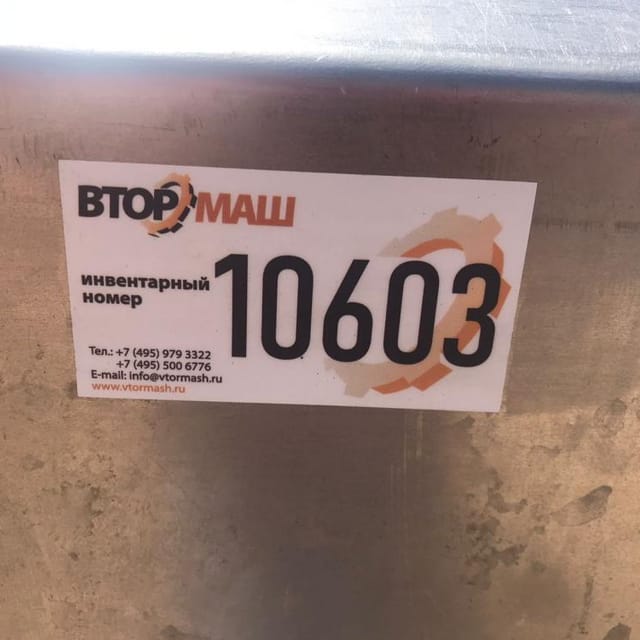 ВТОРМАШ
инвентарный
номер
10603
Тел.: +7 (495) 979 3322
+7 (495) 500 6776
E-mail: info@vtormash.ru
www.vtormash.ru